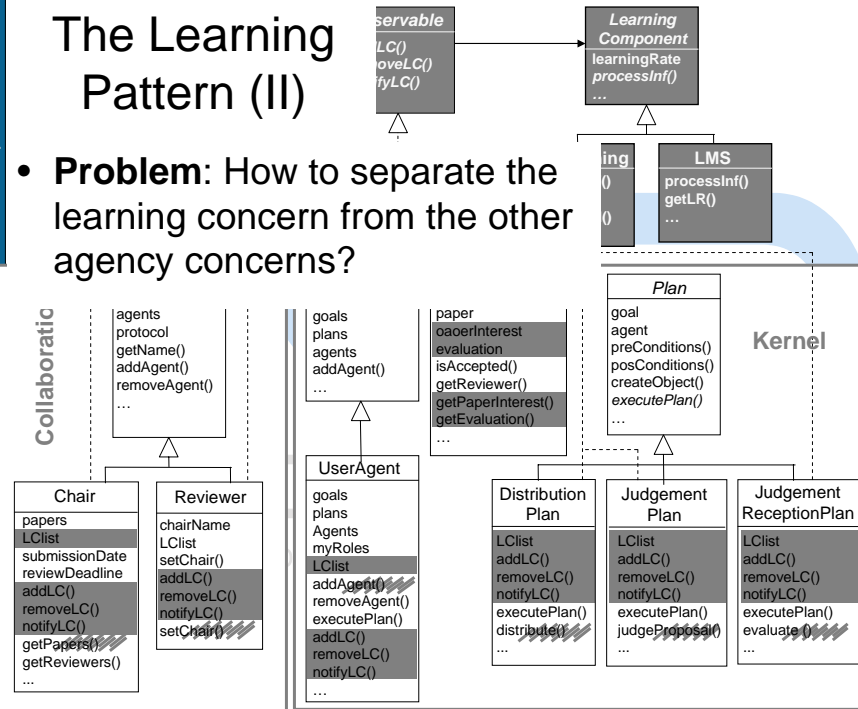 The Learning
Pattern (II)
• Problem: How to separate the
learning concern from the other
agency concerns?
servable
LC()
oveLC()
ifyLC()
Learning
Component
learningRate
processInf()
…
ing
()
()
LMS
processInf()
getLR()
…
Collaboratio
agents
protocol
getName()
addAgent()
removeAgent()
…
goals
plans
agents
addAgent()
…
paper
oaoerInterest
evaluation
isAccepted()
getReviewer()
getPaperInterest()
getEvaluation()
…
Plan
goal
agent
preConditions()
posConditions()
createObject()
executePlan()
…
Kernel
Chair
papers
LClist
submissionDate
reviewDeadline
addLC()
removeLC()
notifyLC()
getPapers()
getReviewers()
...
Reviewer
chairName
LClist
setChair()
addLC()
removeLC()
notifyLC()
setChair()
UserAgent
goals
plans
Agents
myRoles
LClist
addAgent()
removeAgent()
executePlan()
addLC()
removeLC()
notifyLC()
…
Distribution
Plan
LClist
addLC()
removeLC()
notifyLC()
executePlan()
distribute()
...
Judgement
Plan
LClist
addLC()
removeLC()
notifyLC()
executePlan()
judgeProposal()
...
Judgement
ReceptionPlan
LClist
addLC()
removeLC()
notifyLC()
executePlan()
evaluate ()
...